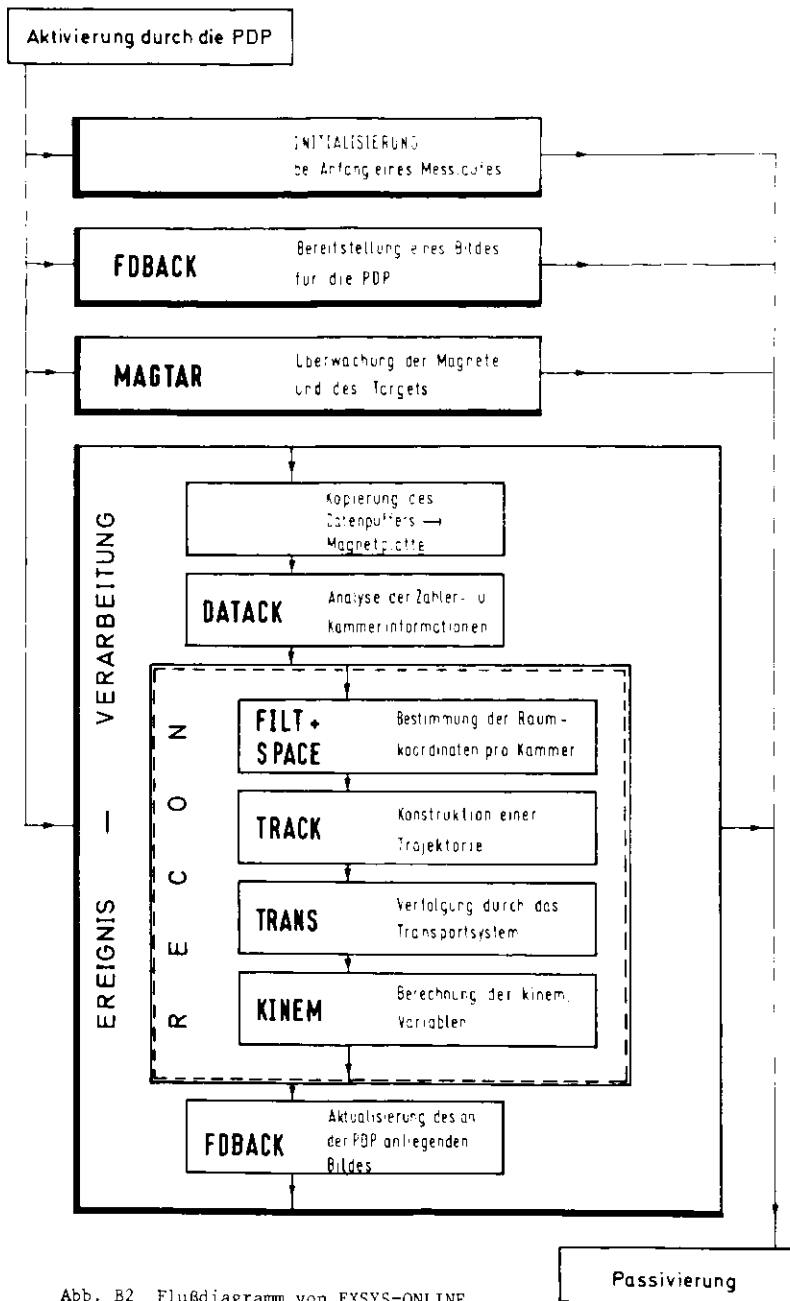 Aktivierung durch die PDP
INITIALISIERUNG
bei Anfang eines Messlaufes
FDBACK
Bereitstellung eines Bildes
für die PDP
MAGTAR
Überwachung der Magnete
und des Targets
EREIGNIS — VERARBEITUNG
Kopierung des
Datenpuffers →
Magnetplatte
DATACK
Analyse der Zähler- u
Kammerinformationen
RECON
FILT +
SPACE
Bestimmung der Raum-
koordinaten pro Kammer
TRACK
Konstruktion einer
Trajektorie
TRANS
Verfolgung durch das
Transportsystem
KINEM
Berechnung der kinem.
Variablen
FDBACK
Aktualisierung des an
der PDP anliegenden
Bildes
Passivierung
Abb. B2 Flußdiagramm von EXSYS-ONLINE